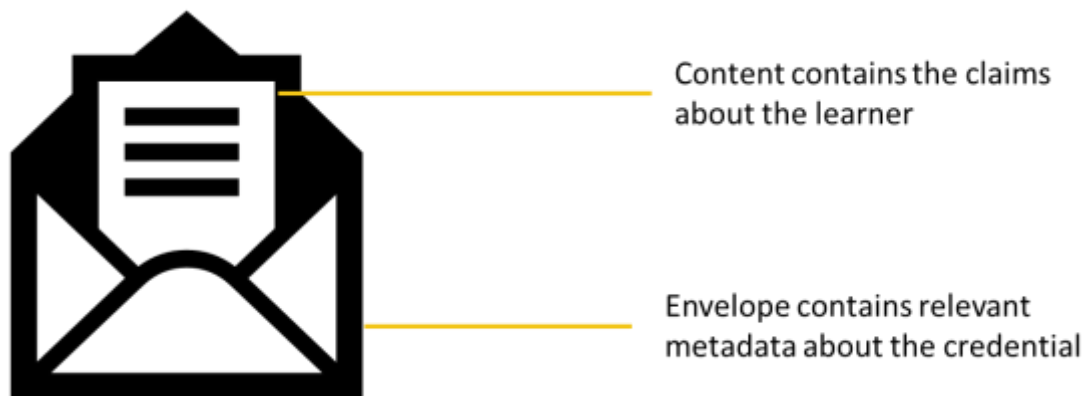 Content contains the claims
about the learner
Envelope contains relevant
metadata about the credential